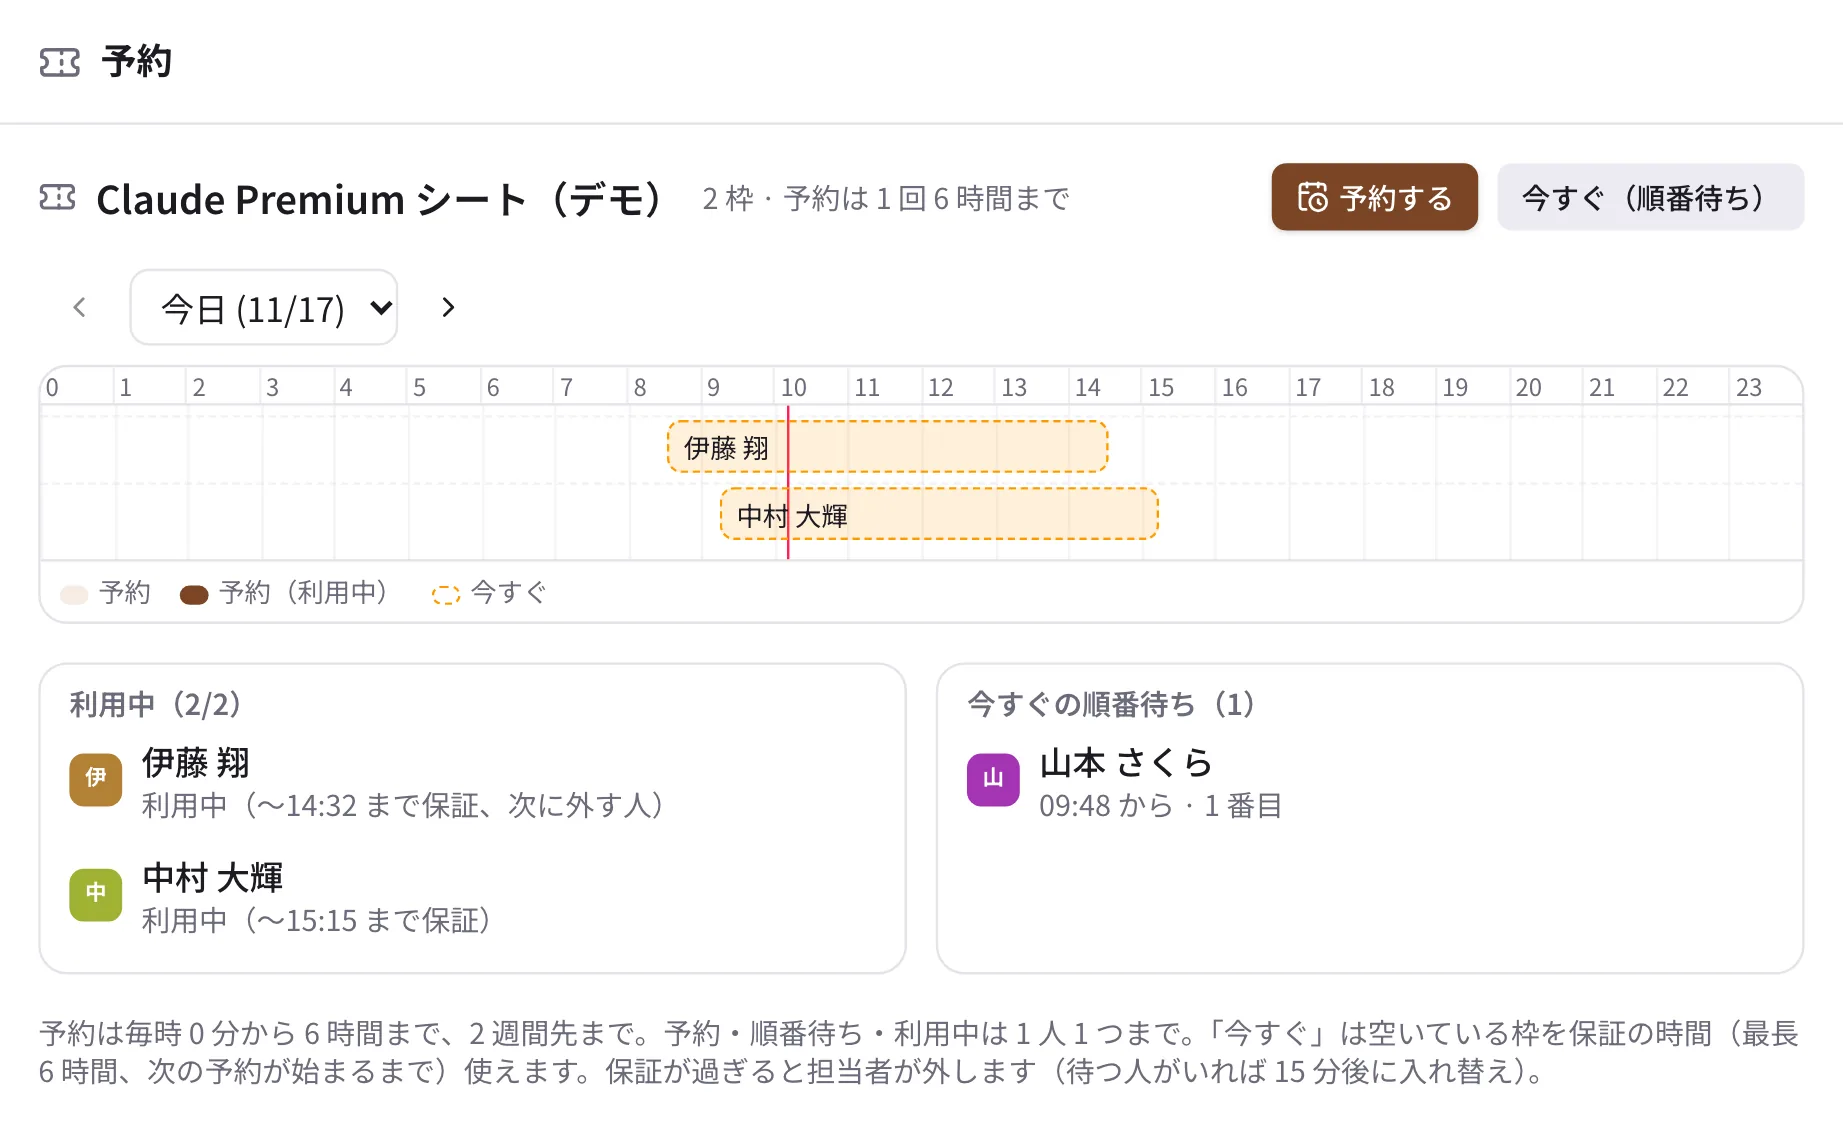 予約
Claude Premium シート（デモ） 2 枠 · 予約は 1 回 6 時間まで 予約する 今すぐ（順番待ち）
今日 (11/17)
0 1 2 3 4 5 6 7 8 9 10 11 12 13 14 15 16 17 18 19 20 21 22 23
伊藤 翔
中村 大輝
予約 予約（利用中） 今すぐ
利用中（2/2）
伊 伊藤 翔
利用中（～14:32 まで保証、次に外す人）
中 中村 大輝
利用中（～15:15 まで保証）
今すぐの順番待ち（1）
山 山本 さくら
09:48 から · 1 番目
予約は毎時 0 分から 6 時間まで、2 週間先まで。予約・順番待ち・利用中は 1 人 1 つまで。「今すぐ」は空いている枠を保証の時間（最長
6 時間、次の予約が始まるまで）使えます。保証が過ぎると担当者が外します（待つ人がいれば 15 分後に入れ替え）。